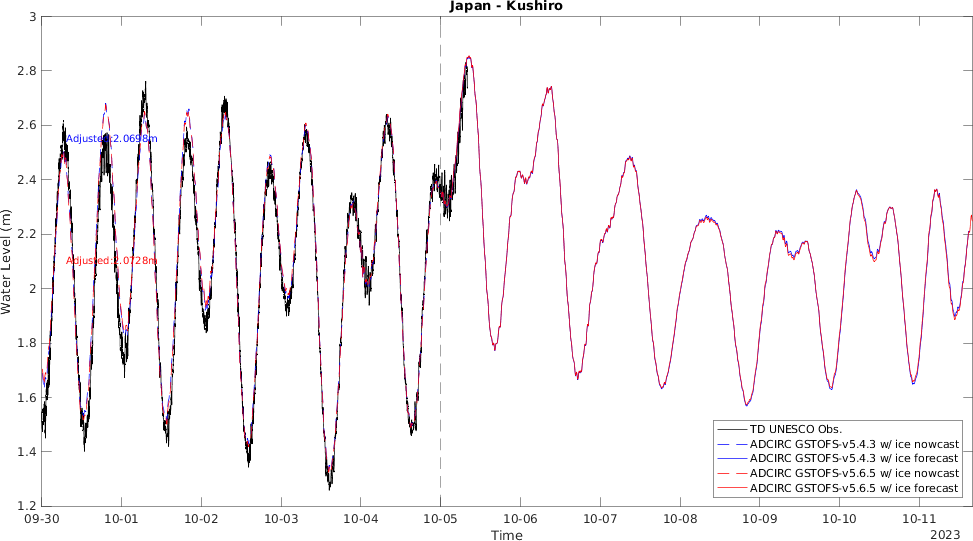 Japan - Kushiro
3
2.8
2.6
2.4
2.2
2
1.8
1.6
1.4
1.2
Water Level (m)
Adjusted:2.0698m
Adjusted:2.0728m
TD UNESCO Obs.
ADCIRC GSTOFS-v5.4.3 w/ ice nowcast
ADCIRC GSTOFS-v5.4.3 w/ ice forecast
ADCIRC GSTOFS-v5.6.5 w/ ice nowcast
ADCIRC GSTOFS-v5.6.5 w/ ice forecast
09-30 10-01 10-02 10-03 10-04 10-05 10-06 10-07 10-08 10-09 10-10 10-11
Time
2023